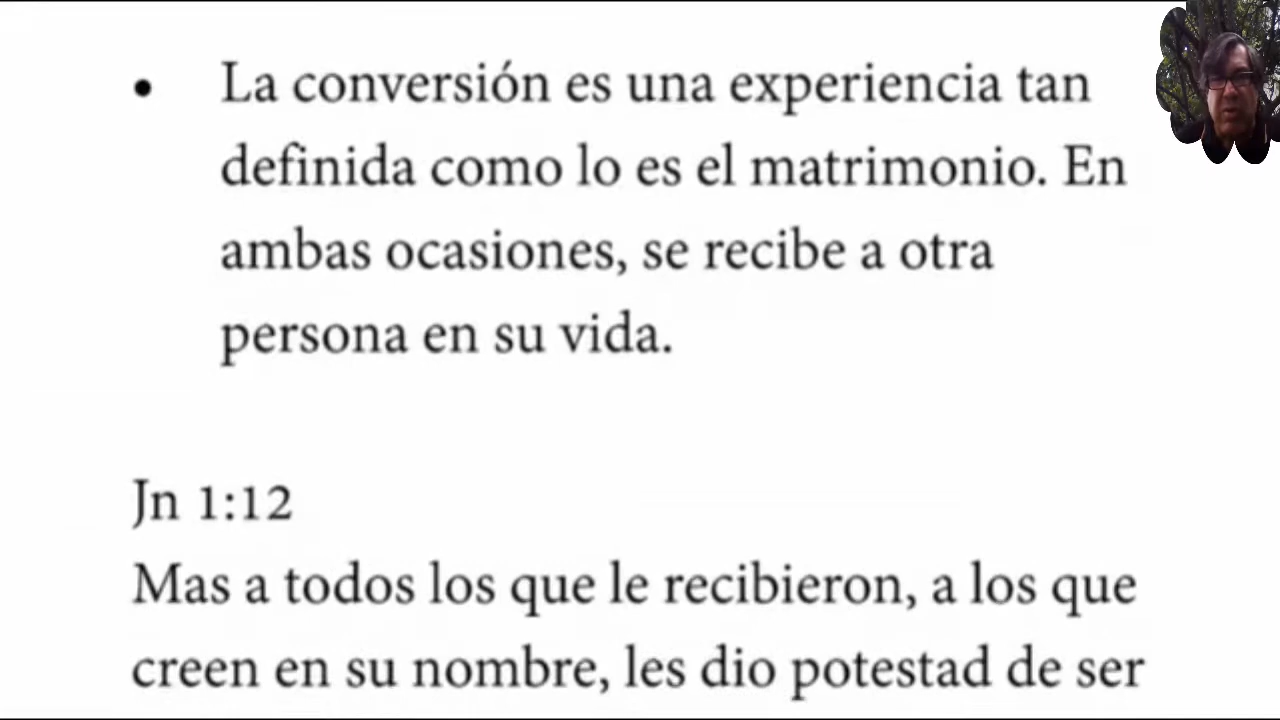 • La conversión es una experiencia tan
definida como lo es el matrimonio. En
ambas ocasiones, se recibe a otra
persona en su vida.
Jn 1:12
Mas a todos los que le recibieron, a los que
creen en su nombre, les dio potestad de ser